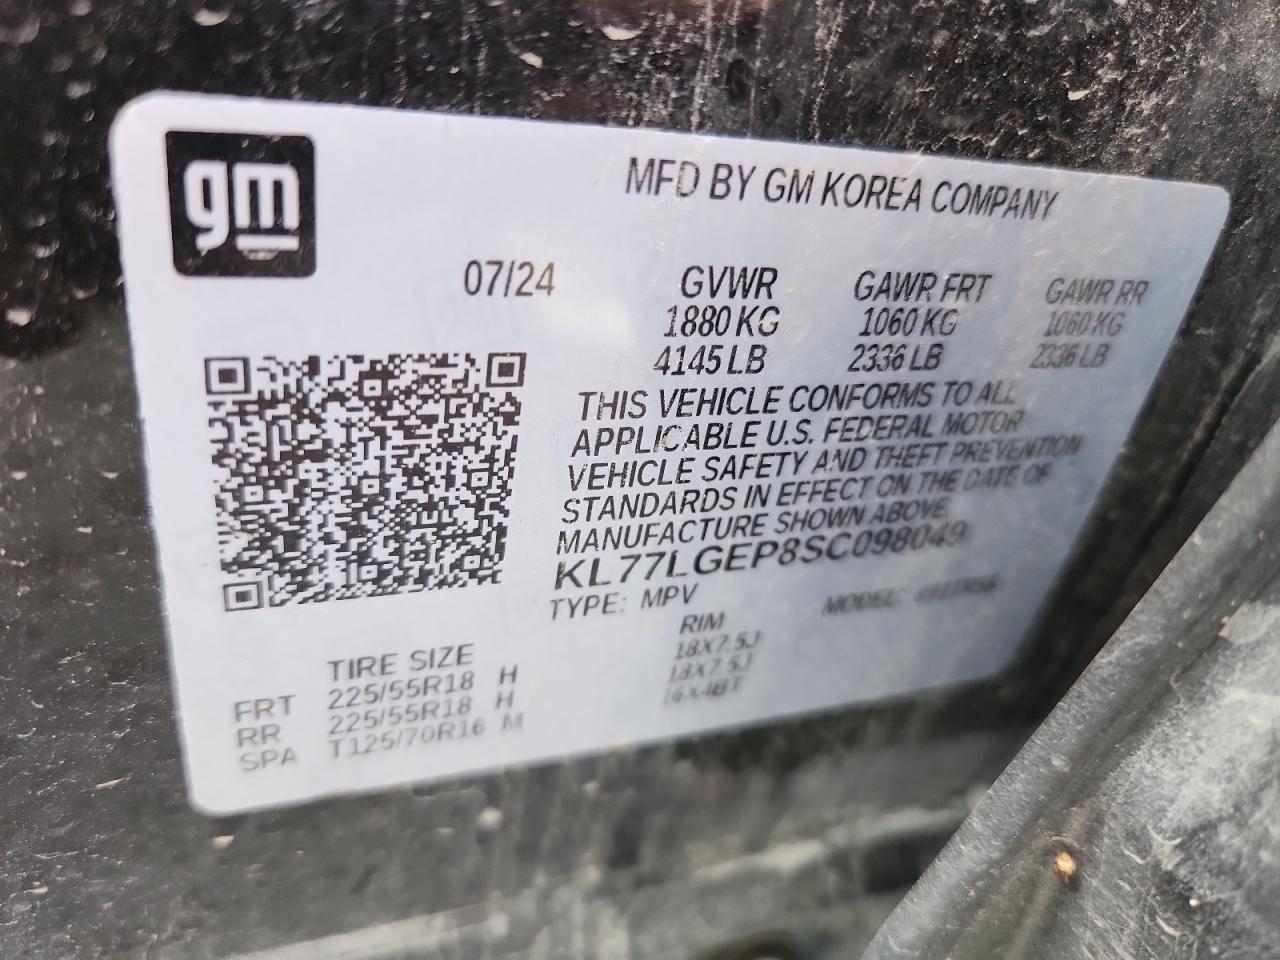 gm
MFD BY GM KOREA COMPANY
07/24 GVWR GAWR FRT GAWR RR
1880 KG 1060 KG 1060 KG
4145 LB 2336 LB 2336 LB
THIS VEHICLE CONFORMS TO ALL
APPLICABLE U.S. FEDERAL MOTOR
VEHICLE SAFETY AND THEFT PREVENTION
STANDARDS IN EFFECT ON THE DATE OF
MANUFACTURE SHOWN ABOVE
KL77LGEP8SC098049
TYPE: MPV MODEL:
TIRE SIZE RIM
FRT 225/55R18 H 18X7.5J
RR 225/55R18 H 18X7.5J
SPA T125/70R16 M 16X4BT